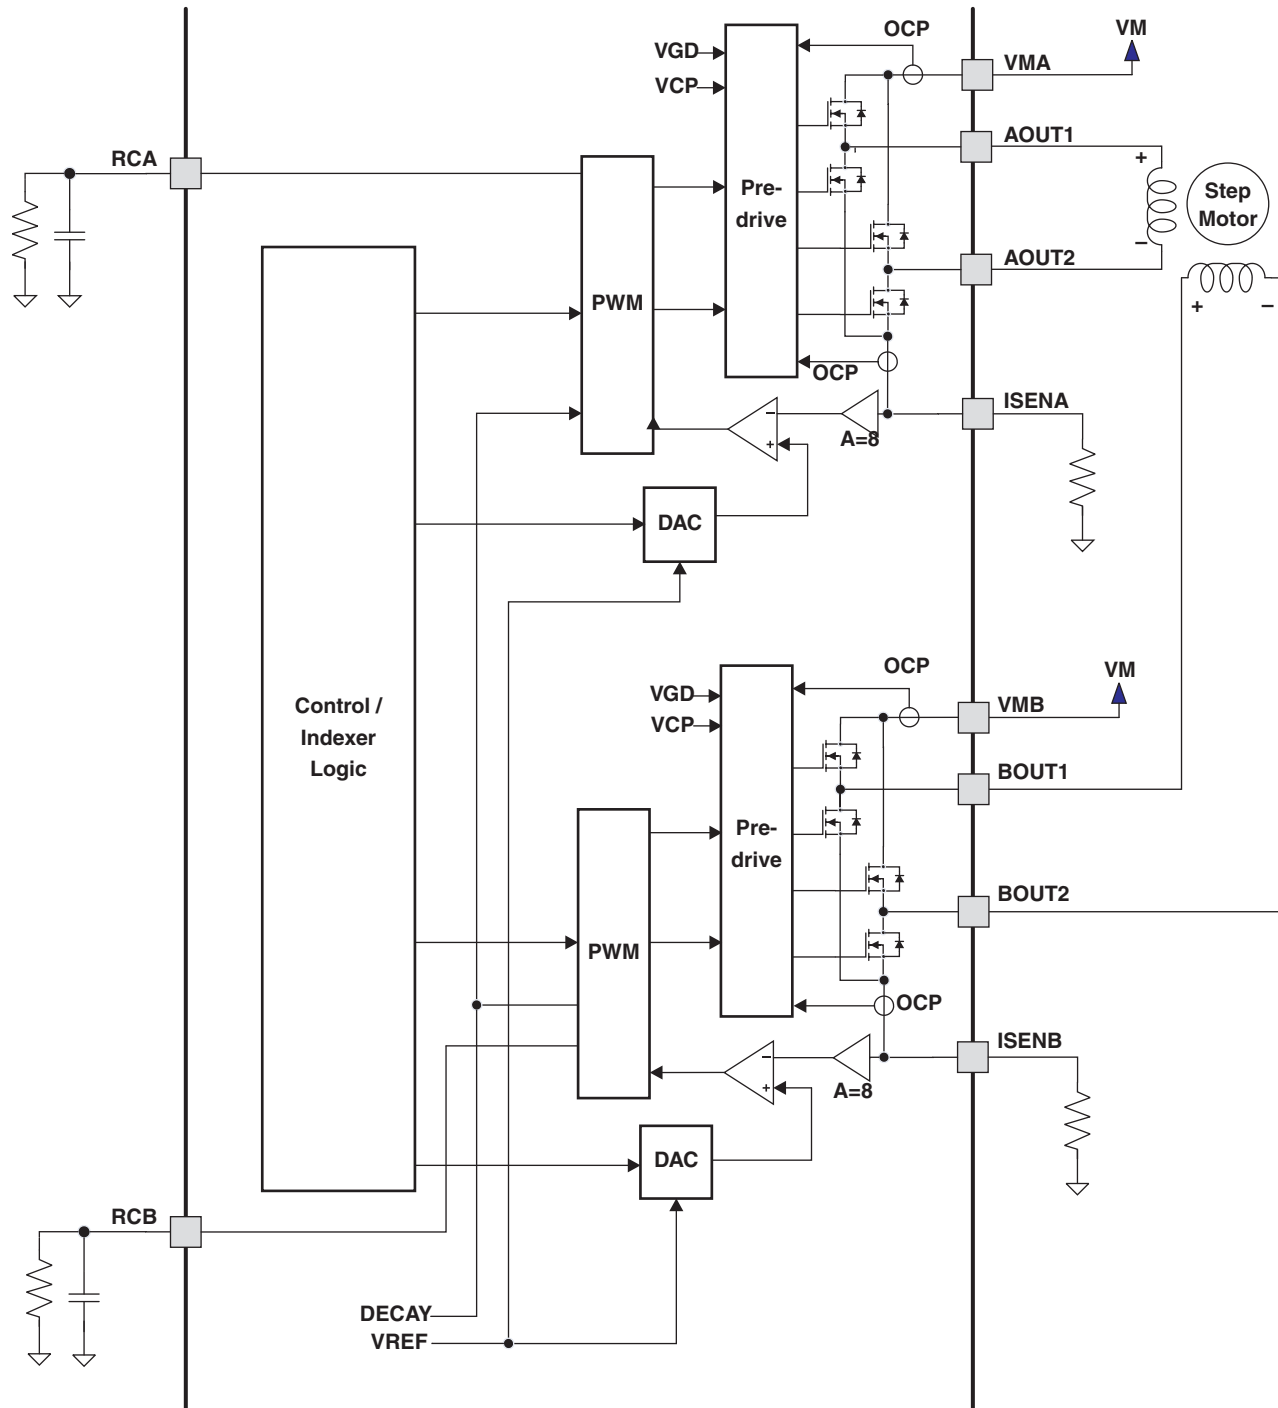 OCP
VM
VGD
VMA
VCP
AOUT1
RCA
+
Pre-
drive
Step
Motor
−
AOUT2
PWM
+ −
OCP
ISENA
−
A=8
+
DAC
OCP
VM
VGD
VMB
VCP
Control /
Indexer
Logic
BOUT1
Pre-
drive
BOUT2
PWM
OCP
ISENB
−
+
A=8
DAC
RCB
DECAY
VREF